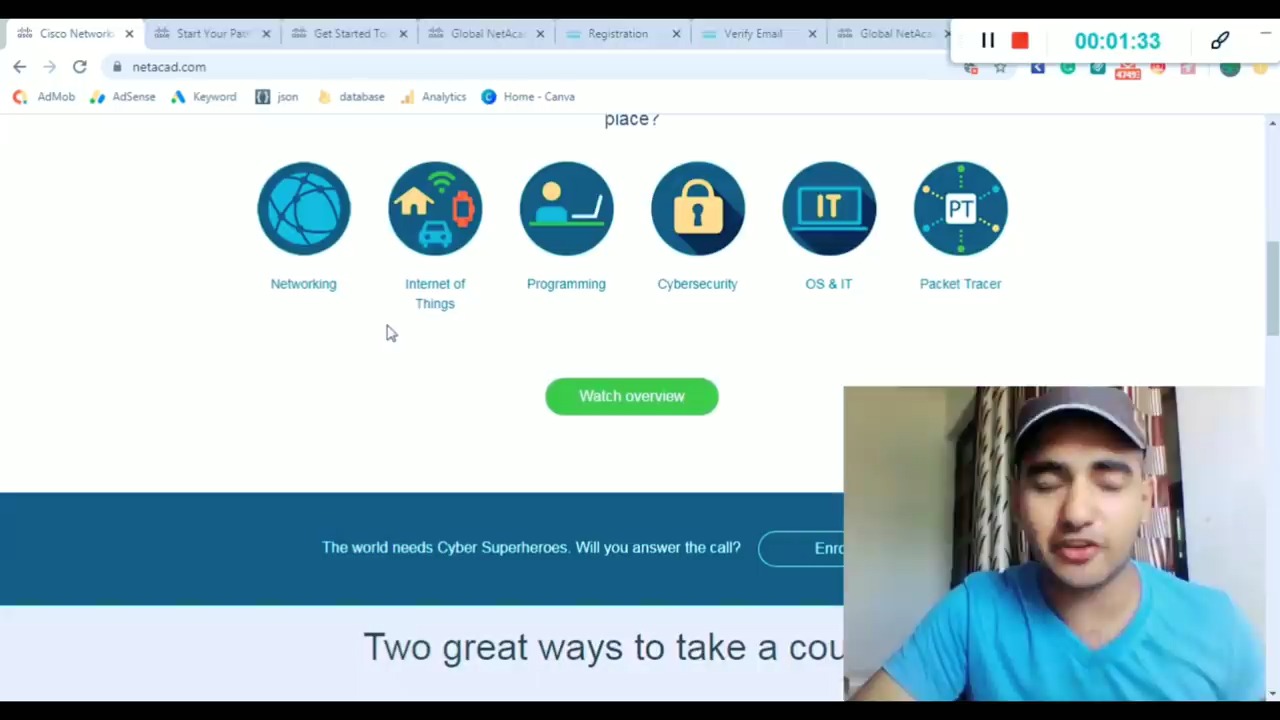 Cisco Network
Start Your Pat
Get Started To
Global NetAca
Registration
Verify Email
Global NetAca
00:01:33
netacad.com
47493
AdMob
AdSense
Keyword
json
database
Analytics
Home - Canva
place?
IT
PT
Networking
Internet of
Things
Programming
Cybersecurity
OS & IT
Packet Tracer
Watch overview
The world needs Cyber Superheroes. Will you answer the call?
Enro
Two great ways to take a cou